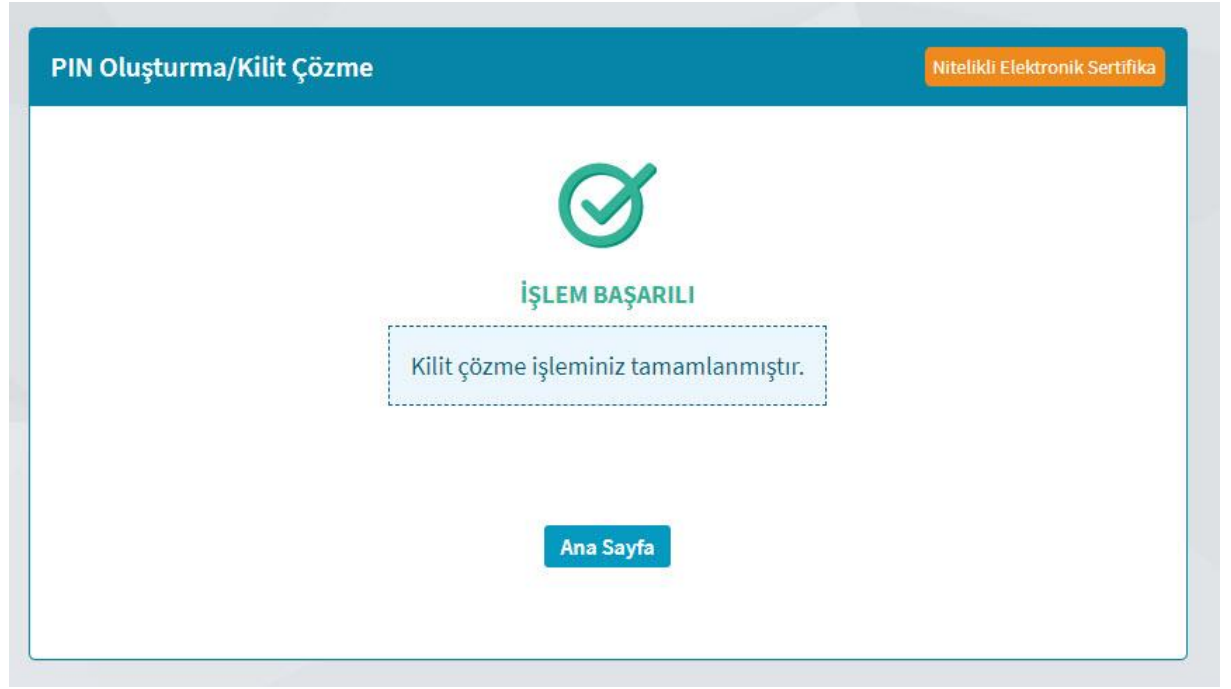 PIN Oluşturma/Kilit Çözme
Nitelikli Elektronik Sertifika
İŞLEM BAŞARILI
Kilit çözme işleminiz tamamlanmıştır.
Ana Sayfa